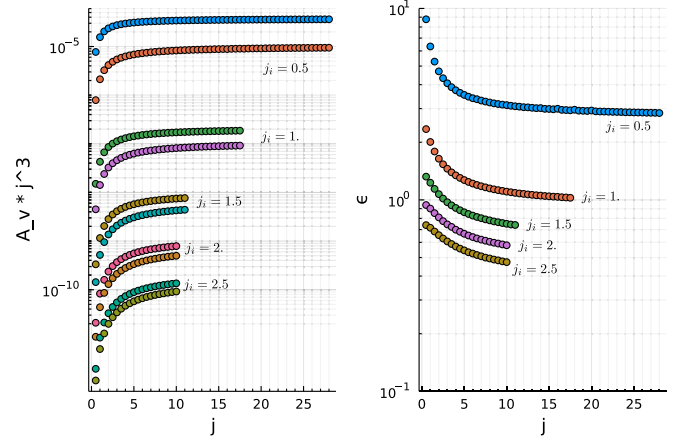 A_v * j^3
10^-5
10^-10
j_i = 0.5
j_i = 1.
j_i = 1.5
j_i = 2.
j_i = 2.5
0 5 10 15 20 25
j
ϵ
10^1
10^0
10^-1
j_i = 0.5
j_i = 1.
j_i = 1.5
j_i = 2.
j_i = 2.5
0 5 10 15 20 25
j